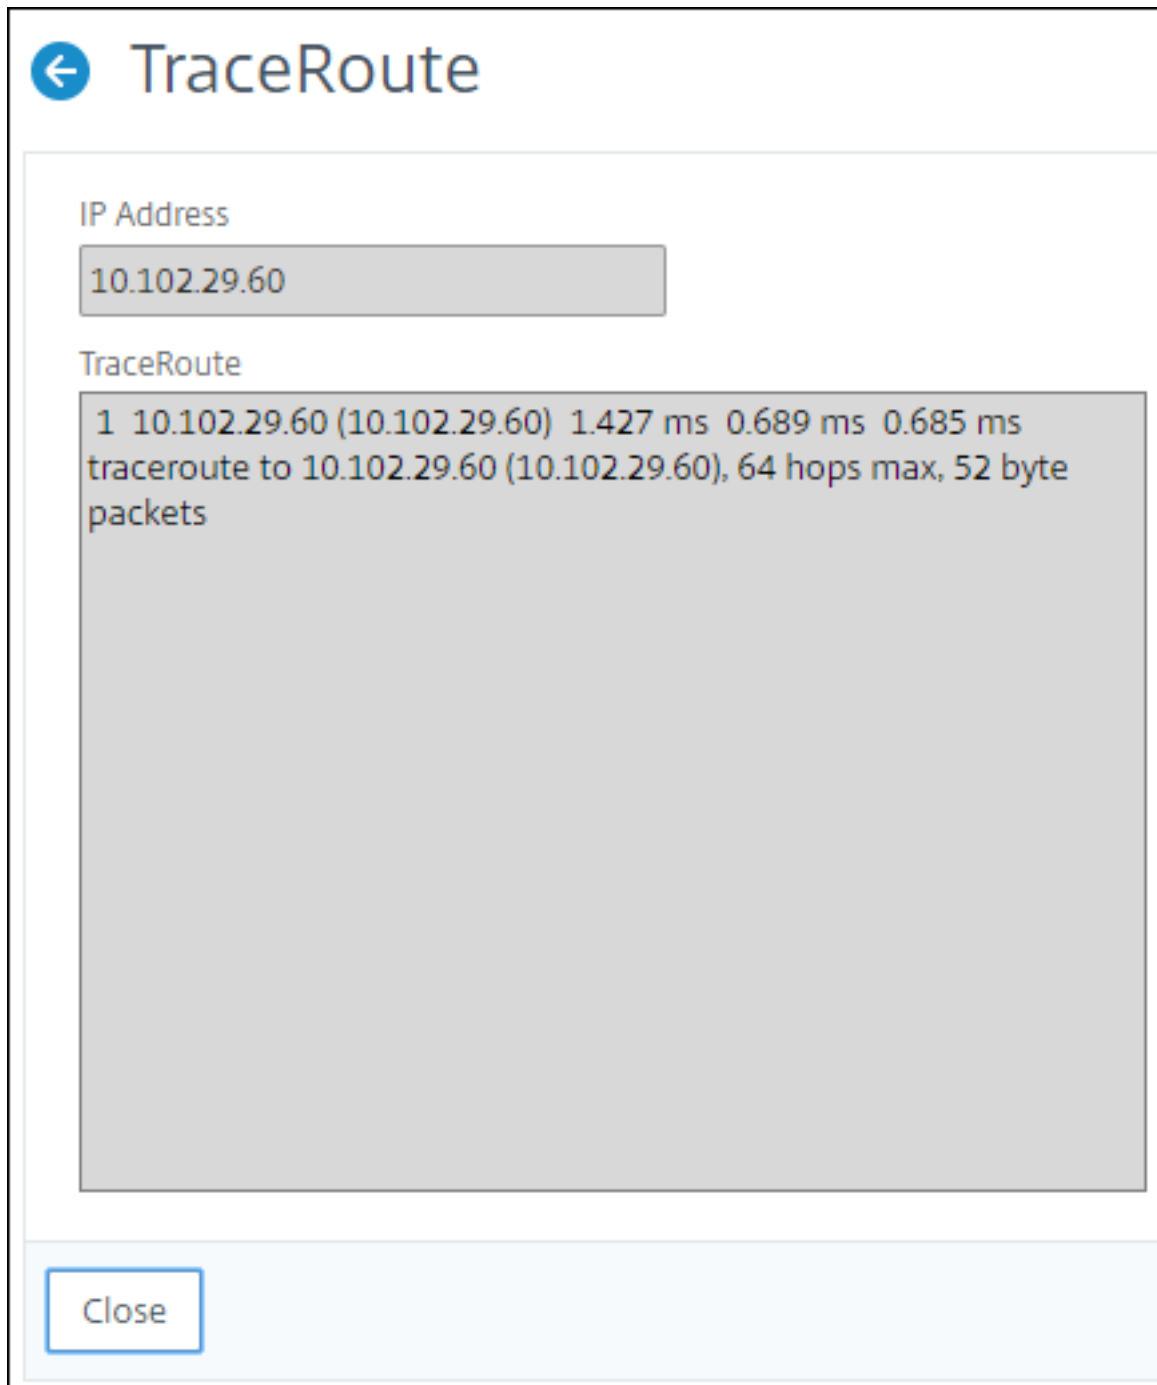 TraceRoute
IP Address
10.102.29.60
TraceRoute
1  10.102.29.60 (10.102.29.60)  1.427 ms  0.689 ms  0.685 ms
traceroute to 10.102.29.60 (10.102.29.60), 64 hops max, 52 byte
packets
Close